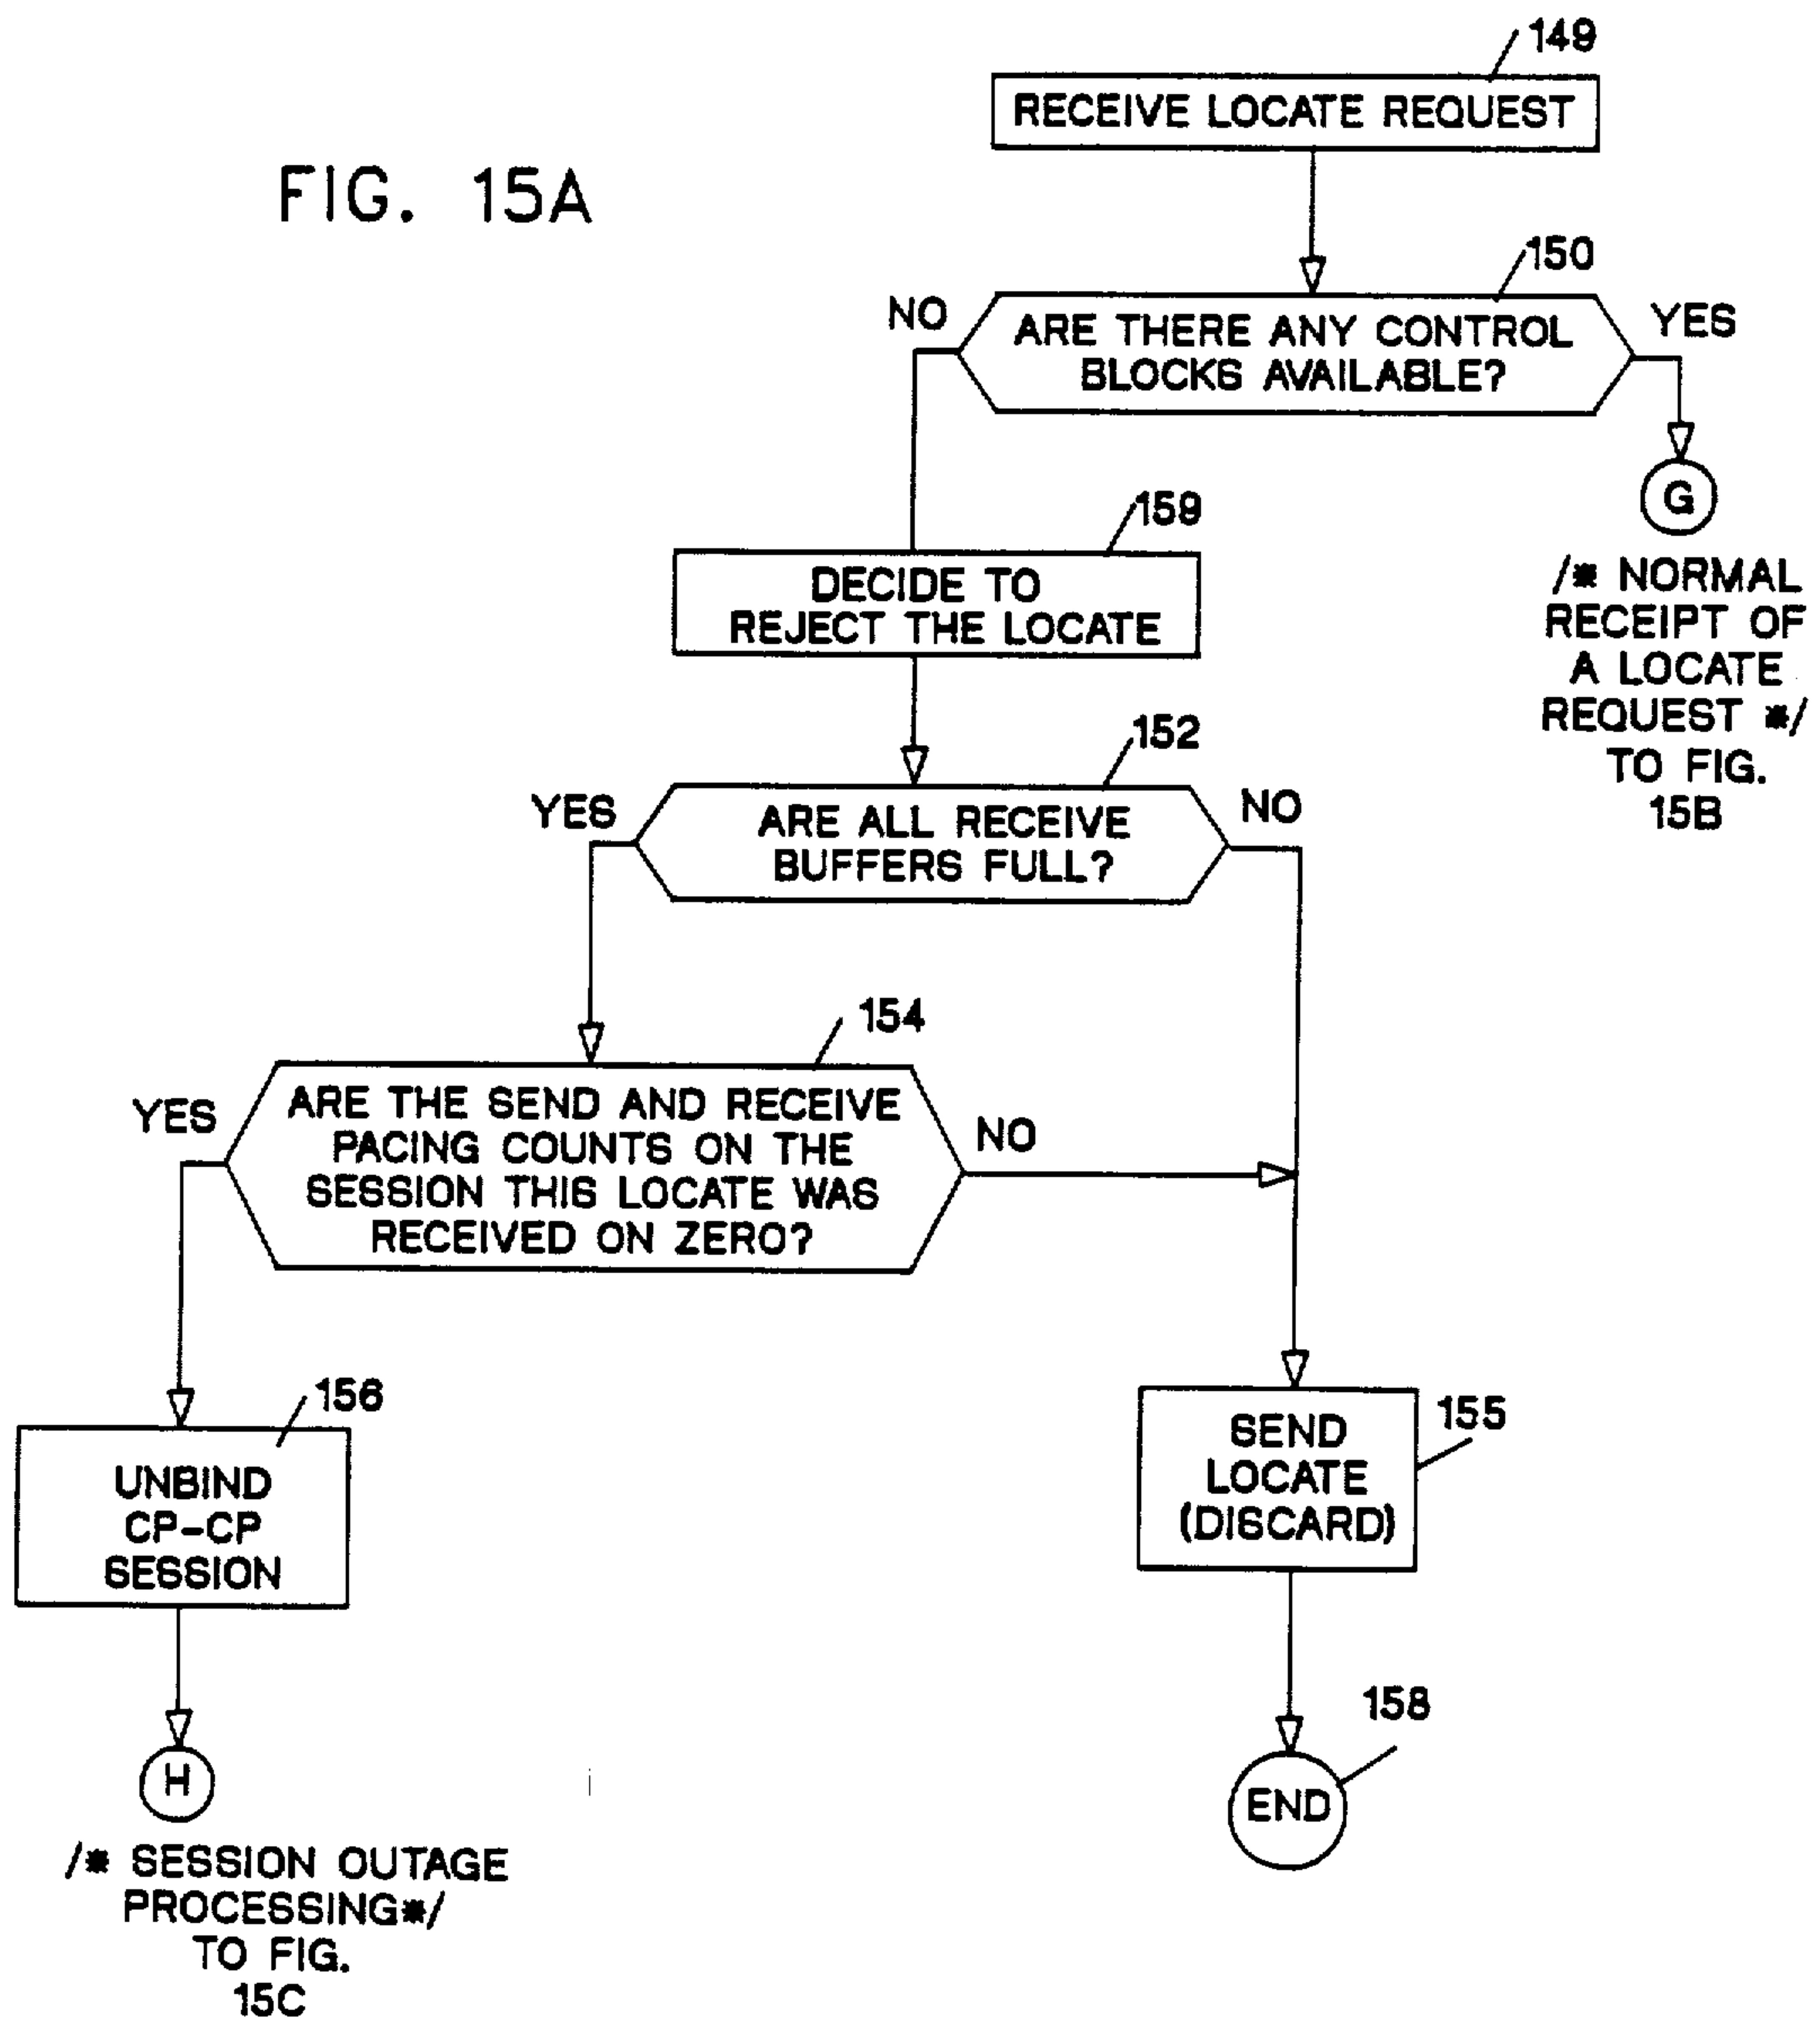 149
RECEIVE LOCATE REQUEST
FIG. 15A
150
NO
ARE THERE ANY CONTROL
BLOCKS AVAILABLE?
YES
G
159
DECIDE TO
REJECT THE LOCATE
/* NORMAL
RECEIPT OF
A LOCATE
REQUEST */
TO FIG.
15B
152
YES
ARE ALL RECEIVE
BUFFERS FULL?
NO
154
YES
ARE THE SEND AND RECEIVE
PACING COUNTS ON THE
SESSION THIS LOCATE WAS
RECEIVED ON ZERO?
NO
156
UNBIND
CP-CP
SESSION
155
SEND
LOCATE
(DISCARD)
H
158
END
/* SESSION OUTAGE
PROCESSING*/
TO FIG.
15C